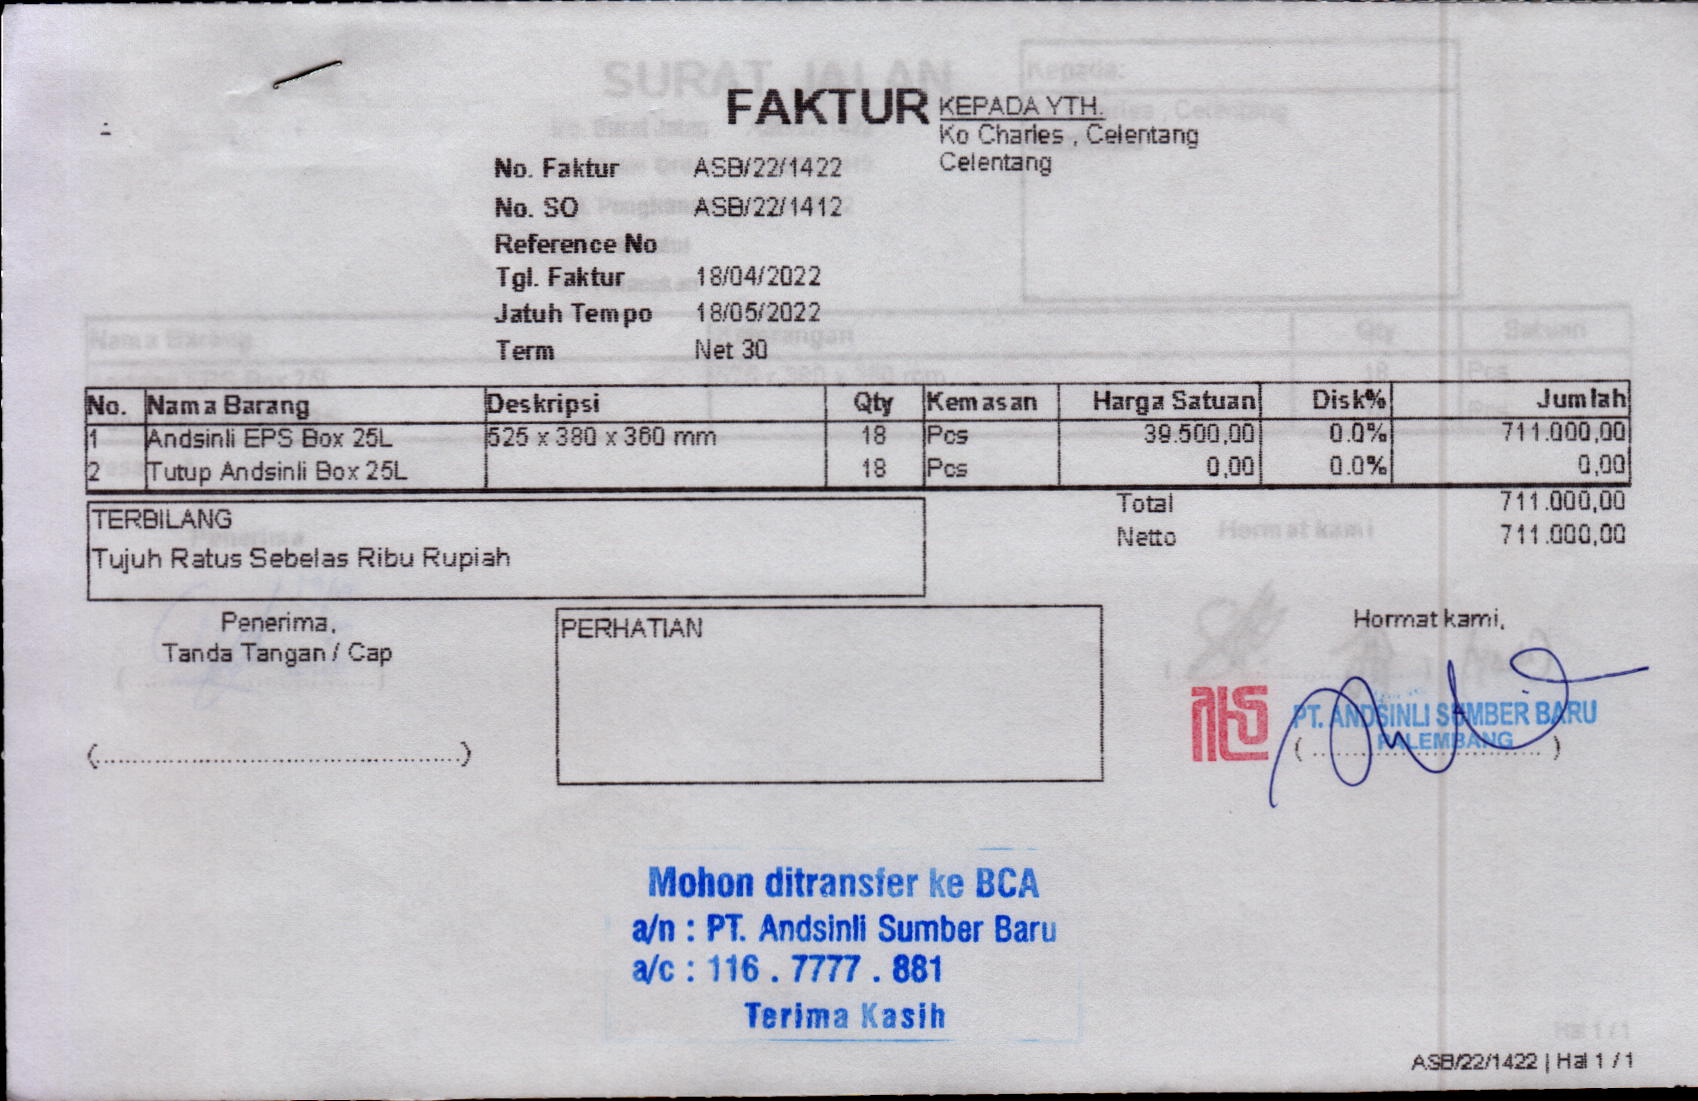 FAKTUR
KEPADA YTH.
Ko Charles , Celentang
Celentang
No. Faktur ASB/22/1422
No. SO ASB/22/1412
Reference No
Tgl. Faktur 18/04/2022
Jatuh Tempo 18/05/2022
Term Net 30
No. Nama Barang Deskripsi Qty Kemasan Harga Satuan Disk% Jumlah
1 Andsinli EPS Box 25L 525 x 380 x 360 mm 18 Pcs 39.500,00 0.0% 711.000,00
2 Tutup Andsinli Box 25L 18 Pcs 0,00 0.0% 0,00
Total 711.000,00
Netto 711.000,00
TERBILANG
Tujuh Ratus Sebelas Ribu Rupiah
Penerima,
Tanda Tangan / Cap
(..............................................)
PERHATIAN
Hormat kami,
PT. ANDSINLI SUMBER BARU
PALEMBANG
Mohon ditransfer ke BCA
a/n : PT. Andsinli Sumber Baru
a/c : 116 . 7777 . 881
Terima Kasih
ASB/22/1422 | Hal 1 / 1